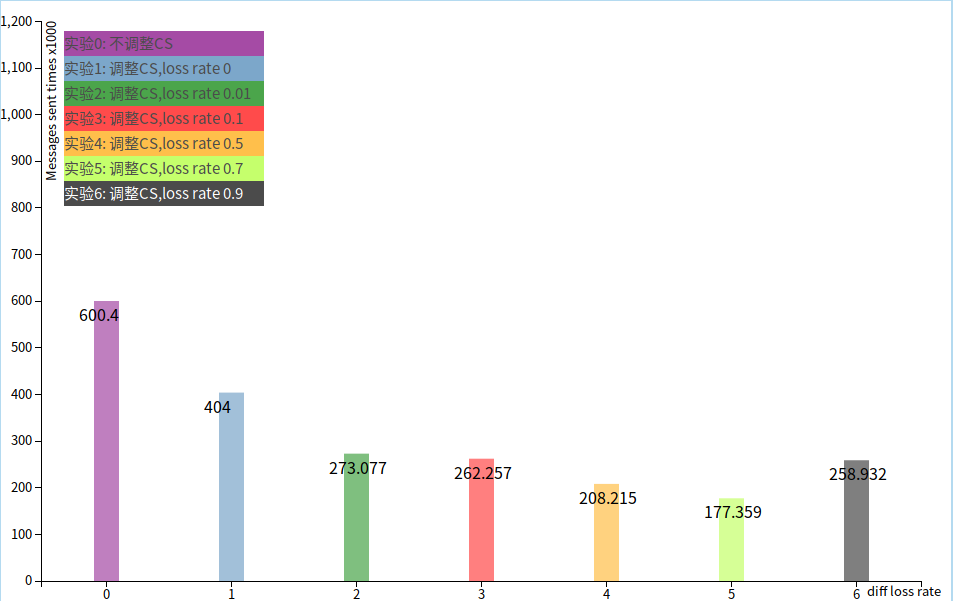 1,200
1,100
1,000
900
800
700
600
500
400
300
200
100
0
Messages sent times x1000
实验0: 不调整CS
实验1: 调整CS,loss rate 0
实验2: 调整CS,loss rate 0.01
实验3: 调整CS,loss rate 0.1
实验4: 调整CS,loss rate 0.5
实验5: 调整CS,loss rate 0.7
实验6: 调整CS,loss rate 0.9
600.4
404
273.077
262.257
208.215
177.359
258.932
0 1 2 3 4 5 6 diff loss rate